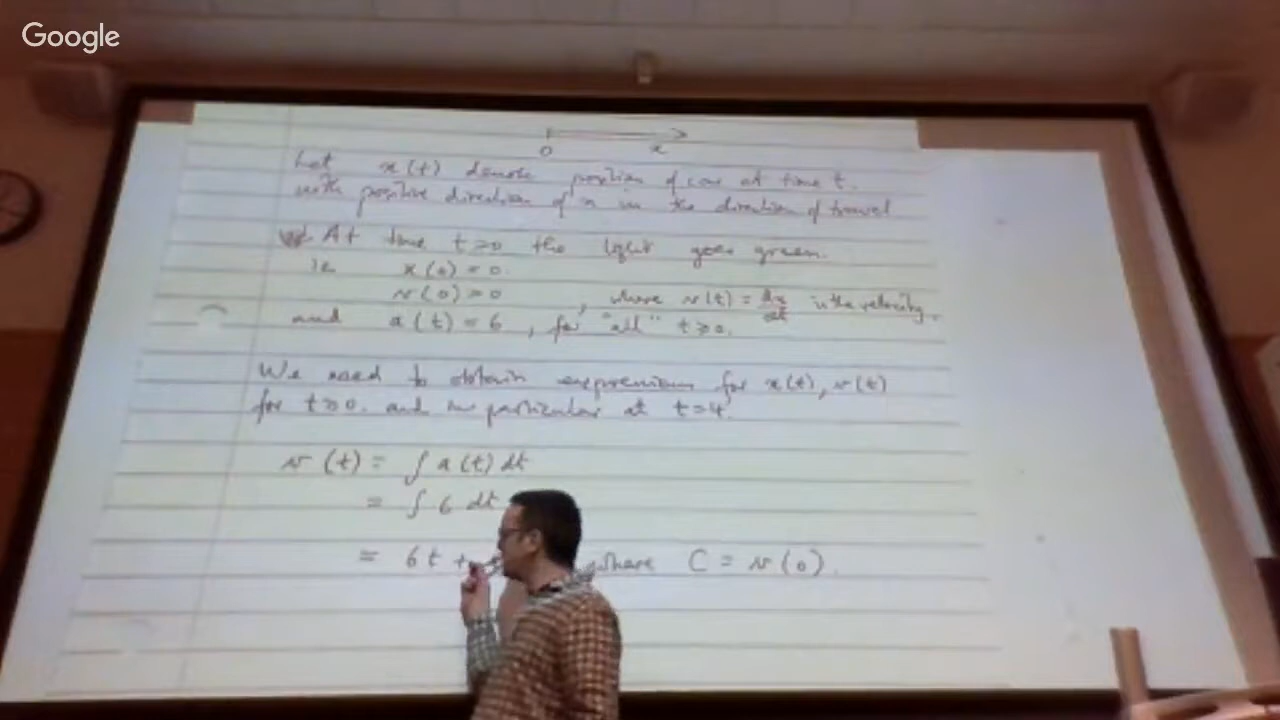 Google
0 x
Let x(t) denote position of car at time t.
with positive direction of x in the direction of travel
At time t=0 the light goes green.
ie x(0) = 0.
v(0) = 0 , where v(t) = dx/dt is the velocity.
and a(t) = 6 , for "all" t ≥ 0.
We need to obtain expressions for x(t), v(t)
for t ≥ 0. and in particular at t=4.
v(t) = ∫ a(t) dt
= ∫ 6 dt
= 6t + where C = v(0).